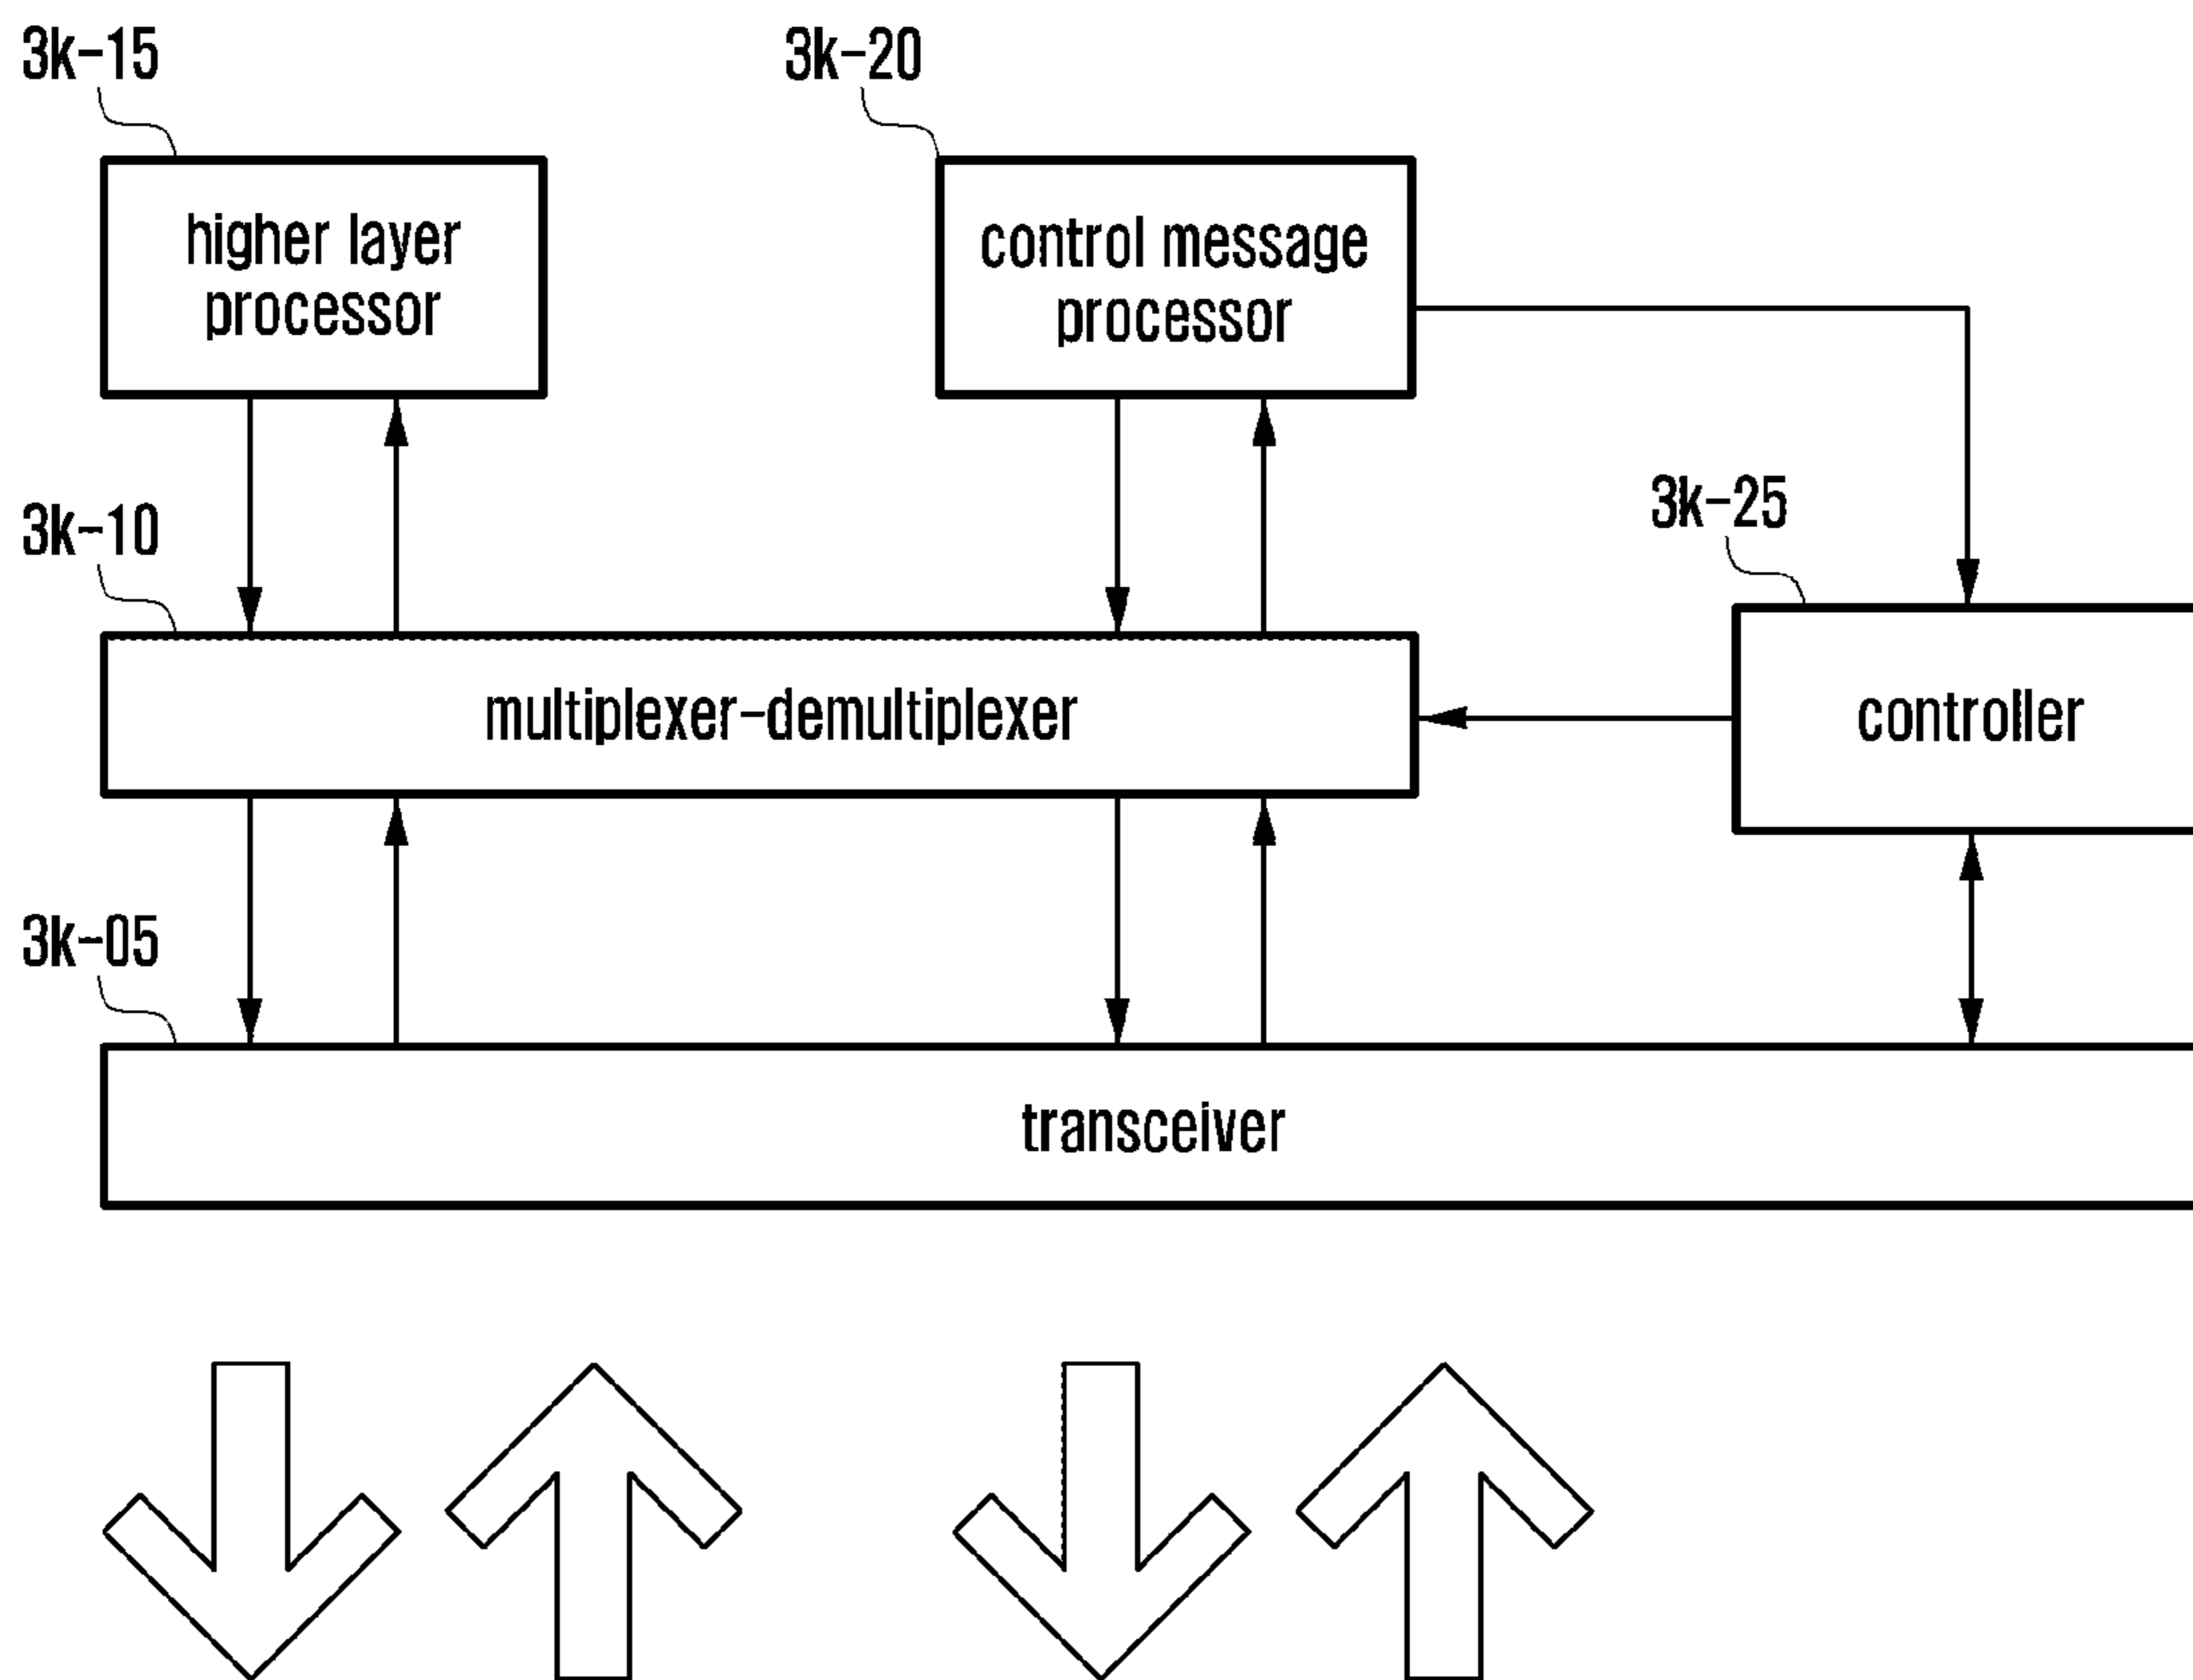 3k-15
3k-20
higher layer
processor
control message
processor
3k-10
3k-25
multiplexer-demultiplexer
controller
3k-05
transceiver